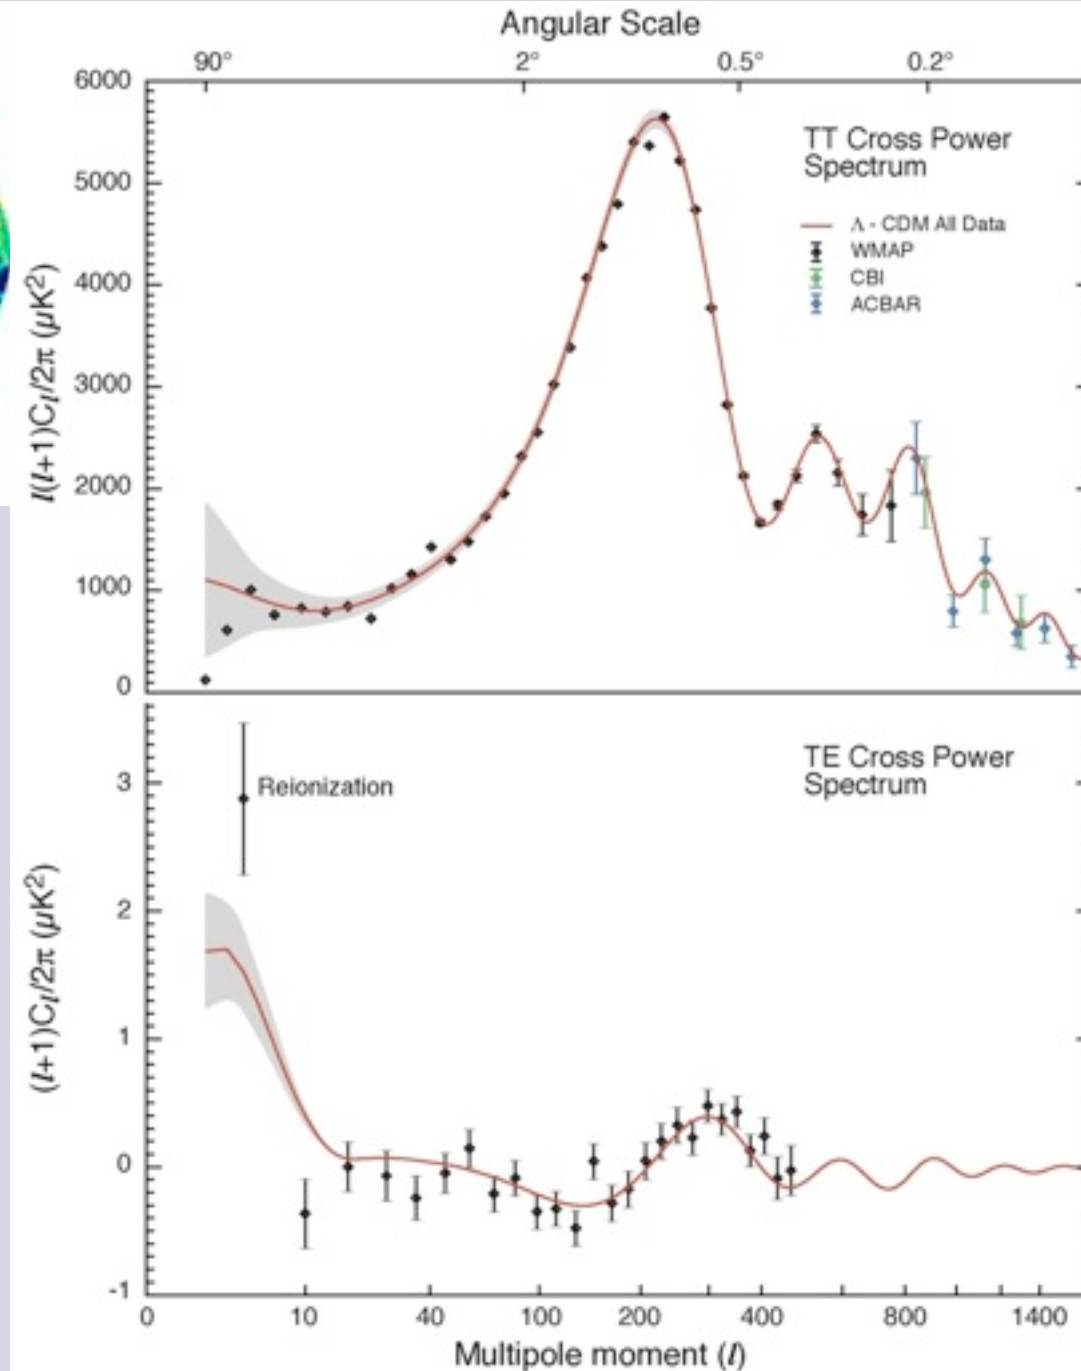 Angular Scale
90° 2° 0.5° 0.2°
6000
TT Cross Power
Spectrum
5000
Λ - CDM All Data
WMAP
CBI
ACBAR
4000
l(l+1)Cl/2π (μK²)
3000
2000
1000
0
TE Cross Power
Spectrum
3
Reionization
2
(l+1)Cl/2π (μK²)
1
0
-1
0 10 40 100 200 400 800 1400
Multipole moment (l)